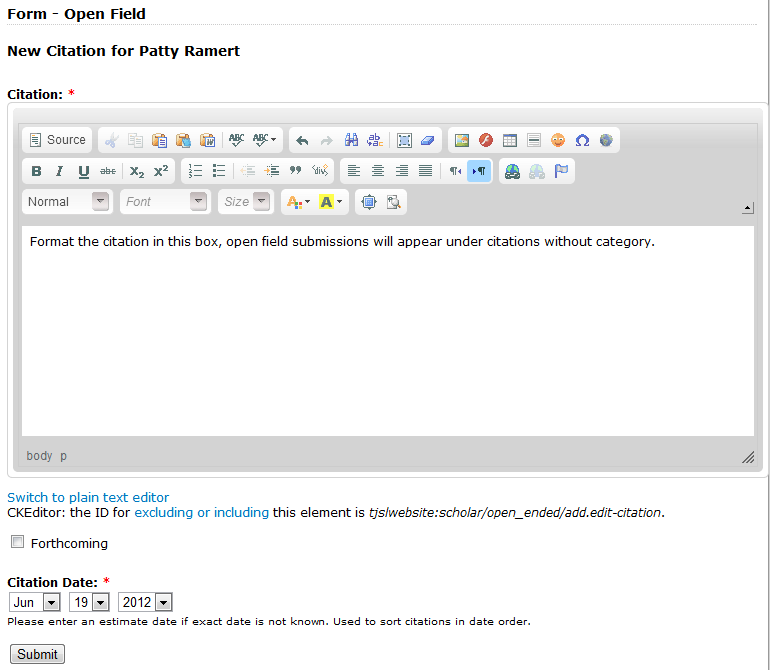 Form - Open Field
New Citation for Patty Ramert
Citation: *
Source ABC ABC
B I U abc X2 X2
Normal Font Size A A
Format the citation in this box, open field submissions will appear under citations without category.
body p
Switch to plain text editor
CKEditor: the ID for excluding or including this element is tjslwebsite:scholar/open_ended/add.edit-citation.
Forthcoming
Citation Date: *
Jun 19 2012
Please enter an estimate date if exact date is not known. Used to sort citations in date order.
Submit